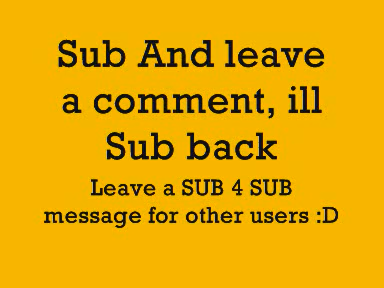 Sub And leave
a comment, ill
Sub back
Leave a SUB 4 SUB
message for other users :D